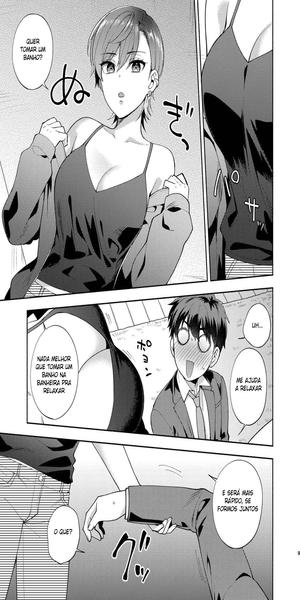 QUER
TOMAR UM
BANHO?
ぬ
ぎ
パサ
UH...
ME AJUDA
A RELAXAR
ポョン
NADA MELHOR
QUE TOMAR UM
BANHO NA
BANHEIRA PRA
RELAXAR
E SERÁ MAIS
RÁPIDO, SE
FORMOS JUNTOS
O QUE?
グッ